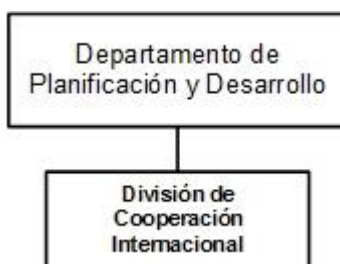 Departamento de
Planificación y Desarrollo
División de
Cooperación
Internacional